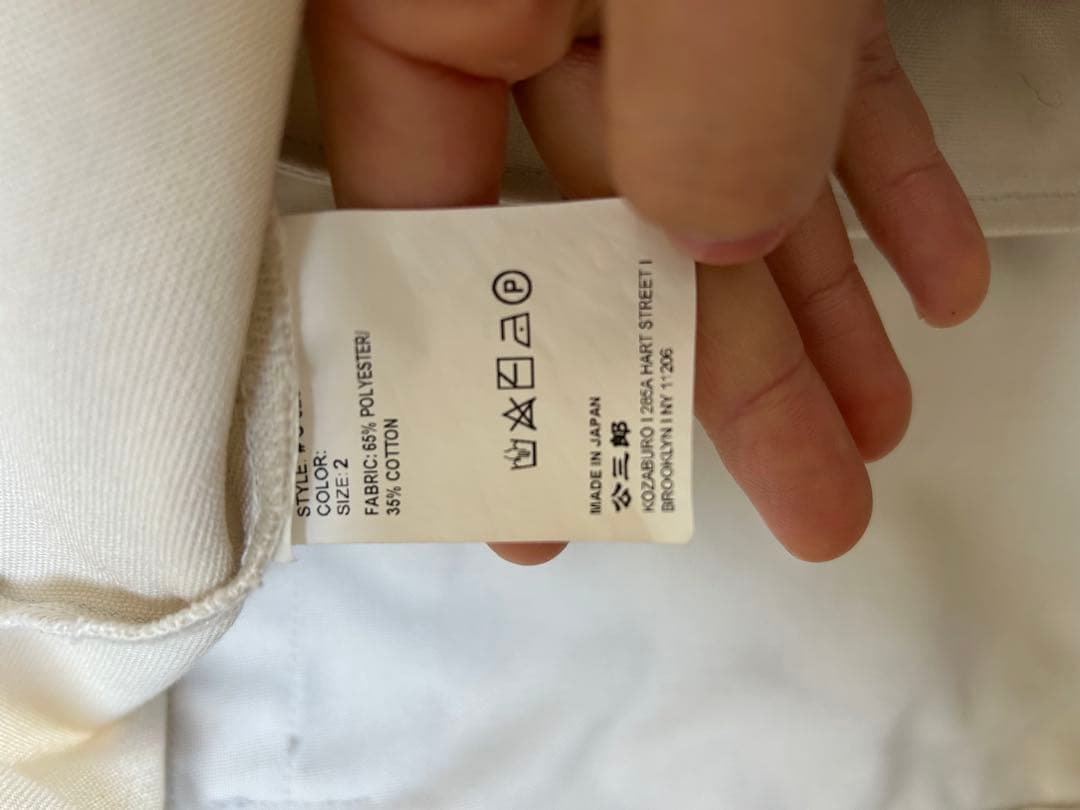 STYLE: #
COLOR:
SIZE: 2
FABRIC: 65% POLYESTER/
35% COTTON
P
MADE IN JAPAN
公三郎
KOZABURO | 285A HART STREET |
BROOKLYN | NY 11206